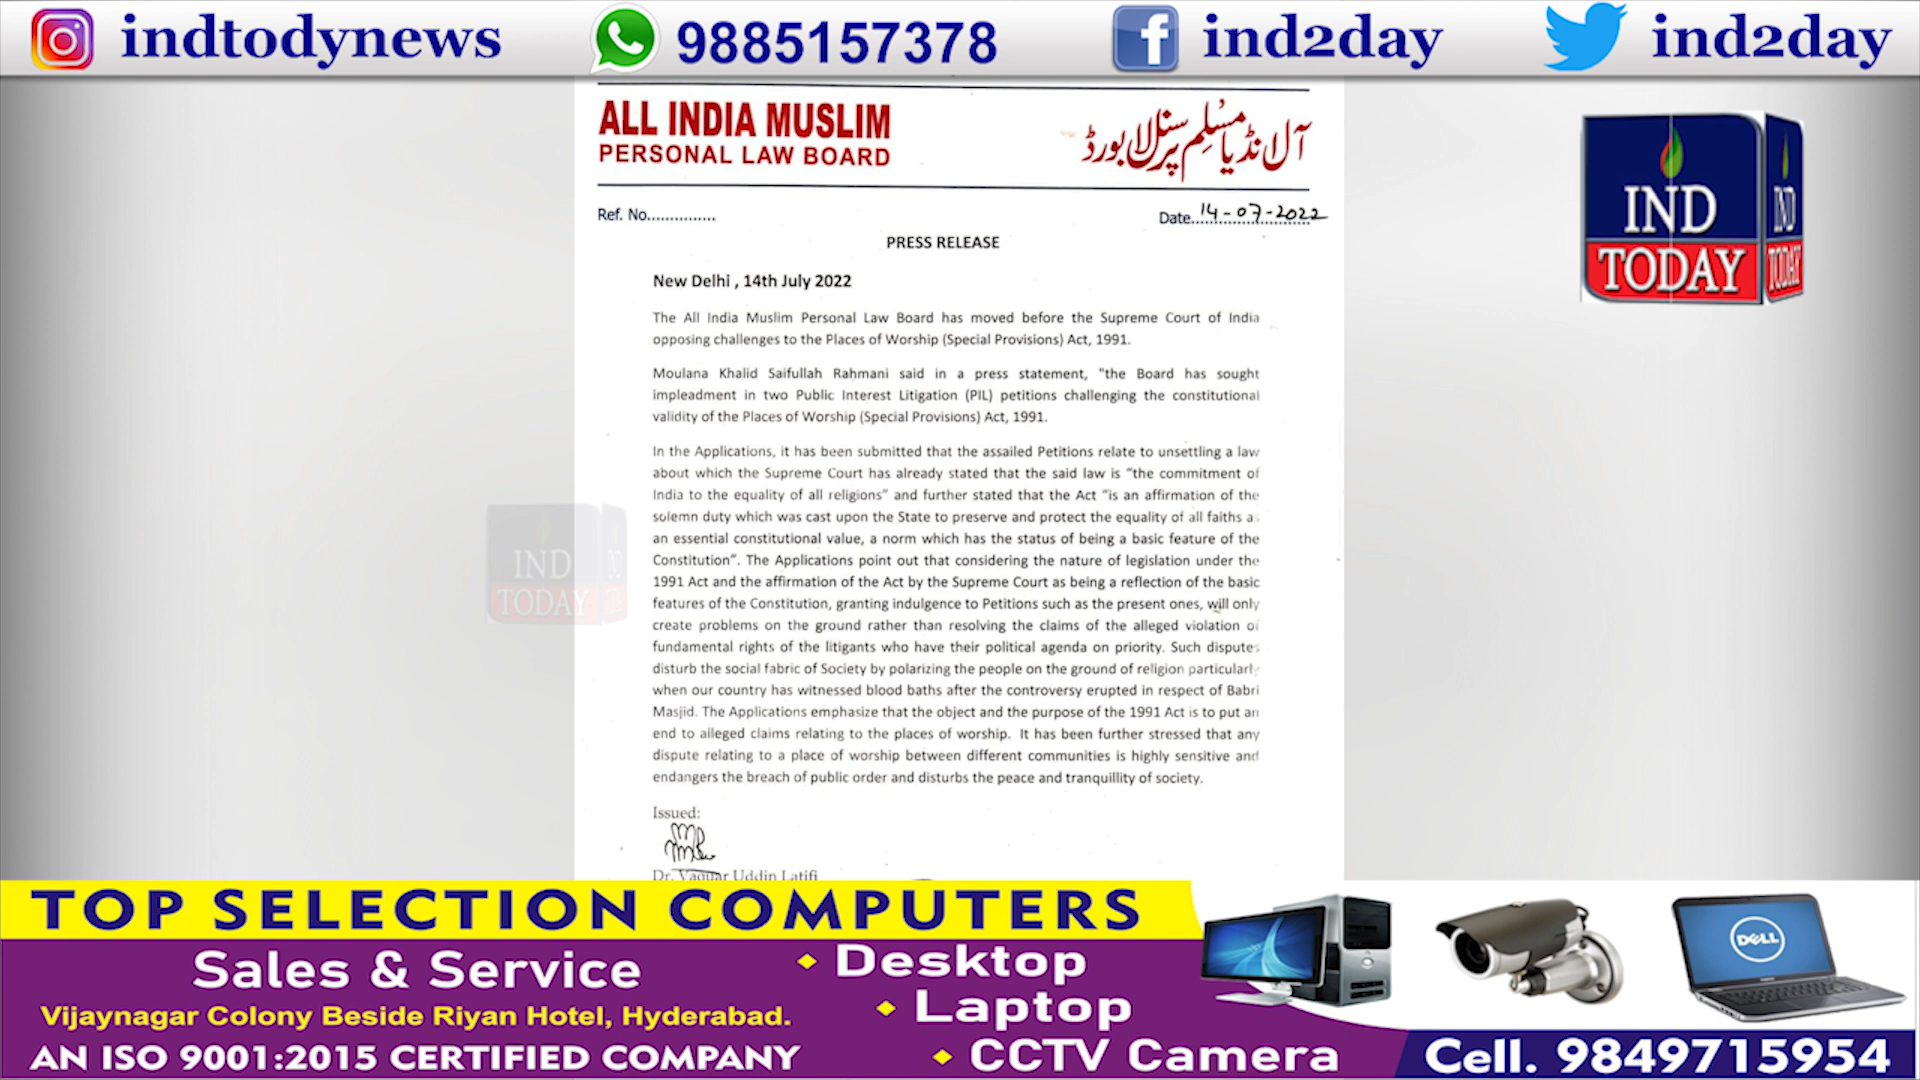 indtodynews 9885157378 ind2day ind2day
ALL INDIA MUSLIM
PERSONAL LAW BOARD
آل انڈیا مسلم پرسنل لا بورڈ
IND
TODAY
IND
TODAY
Ref. No............... Date 14-07-2022
PRESS RELEASE
New Delhi , 14th July 2022
The All India Muslim Personal Law Board has moved before the Supreme Court of India
opposing challenges to the Places of Worship (Special Provisions) Act, 1991.
Moulana Khalid Saifullah Rahmani said in a press statement, "the Board has sought
impleadment in two Public Interest Litigation (PIL) petitions challenging the constitutional
validity of the Places of Worship (Special Provisions) Act, 1991.
In the Applications, it has been submitted that the assailed Petitions relate to unsettling a law
about which the Supreme Court has already stated that the said law is “the commitment of
India to the equality of all religions” and further stated that the Act “is an affirmation of the
solemn duty which was cast upon the State to preserve and protect the equality of all faiths as
an essential constitutional value, a norm which has the status of being a basic feature of the
Constitution”. The Applications point out that considering the nature of legislation under the
1991 Act and the affirmation of the Act by the Supreme Court as being a reflection of the basic
features of the Constitution, granting indulgence to Petitions such as the present ones, will only
create problems on the ground rather than resolving the claims of the alleged violation of
fundamental rights of the litigants who have their political agenda on priority. Such disputes
disturb the social fabric of Society by polarizing the people on the ground of religion particularly
when our country has witnessed blood baths after the controversy erupted in respect of Babri
Masjid. The Applications emphasize that the object and the purpose of the 1991 Act is to put an
end to alleged claims relating to the places of worship. It has been further stressed that any
dispute relating to a place of worship between different communities is highly sensitive and
endangers the breach of public order and disturbs the peace and tranquillity of society.
IND
TODAY
Issued:
Dr. Vaquar Uddin Latifi
TOP SELECTION COMPUTERS
Sales & Service
Vijaynagar Colony Beside Riyan Hotel, Hyderabad.
AN ISO 9001:2015 CERTIFIED COMPANY
Desktop
Laptop
CCTV Camera
DELL
Cell. 9849715954